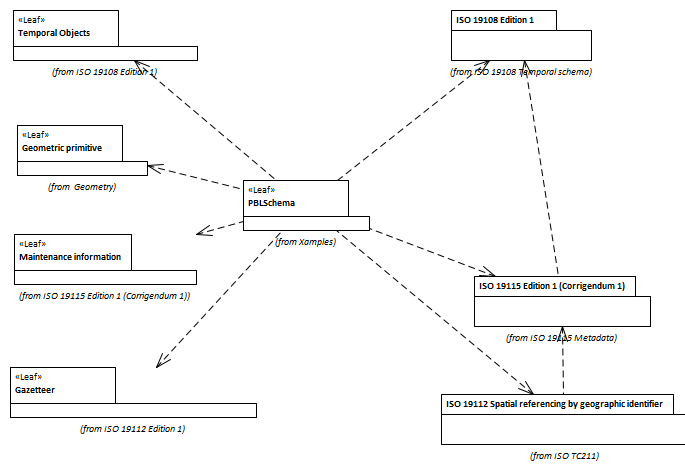 «Leaf»
Temporal Objects
(from ISO 19108 Edition 1)
ISO 19108 Edition 1
(from ISO 19108 Temporal schema)
«Leaf»
Geometric primitive
(from Geometry)
«Leaf»
PBLSchema
(from Xamples)
«Leaf»
Maintenance information
(from ISO 19115 Edition 1 (Corrigendum 1))
ISO 19115 Edition 1 (Corrigendum 1)
(from ISO 19115 Metadata)
«Leaf»
Gazetteer
(from ISO 19112 Edition 1)
ISO 19112 Spatial referencing by geographic identifier
(from ISO TC211)